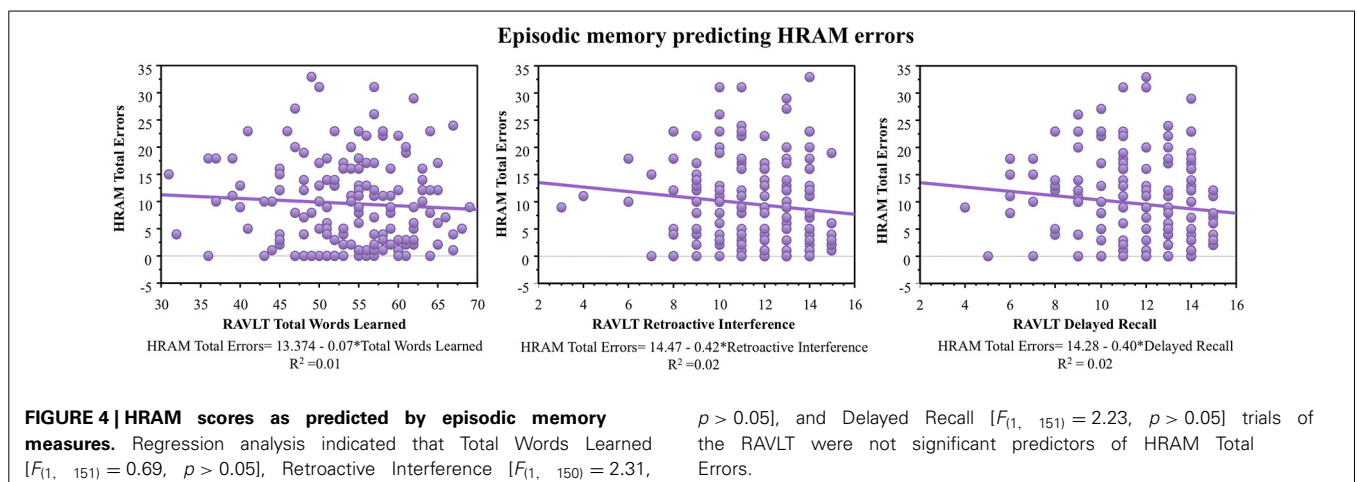 Episodic memory predicting HRAM errors
HRAM Total Errors
35
30
25
20
15
10
5
0
-5
30 35 40 45 50 55 60 65 70
RAVLT Total Words Learned
HRAM Total Errors= 13.374 - 0.07*Total Words Learned
R² =0.01
HRAM Total Errors
35
30
25
20
15
10
5
0
-5
2 4 6 8 10 12 14 16
RAVLT Retroactive Interference
HRAM Total Errors= 14.47 - 0.42*Retroactive Interference
R² =0.02
HRAM Total Errors
35
30
25
20
15
10
5
0
-5
2 4 6 8 10 12 14 16
RAVLT Delayed Recall
HRAM Total Errors= 14.28 - 0.40*Delayed Recall
R² = 0.02
FIGURE 4 | HRAM scores as predicted by episodic memory
measures. Regression analysis indicated that Total Words Learned
[F(1, 151) = 0.69, p > 0.05], Retroactive Interference [F(1, 150) = 2.31,
p > 0.05], and Delayed Recall [F(1, 151) = 2.23, p > 0.05] trials of
the RAVLT were not significant predictors of HRAM Total
Errors.